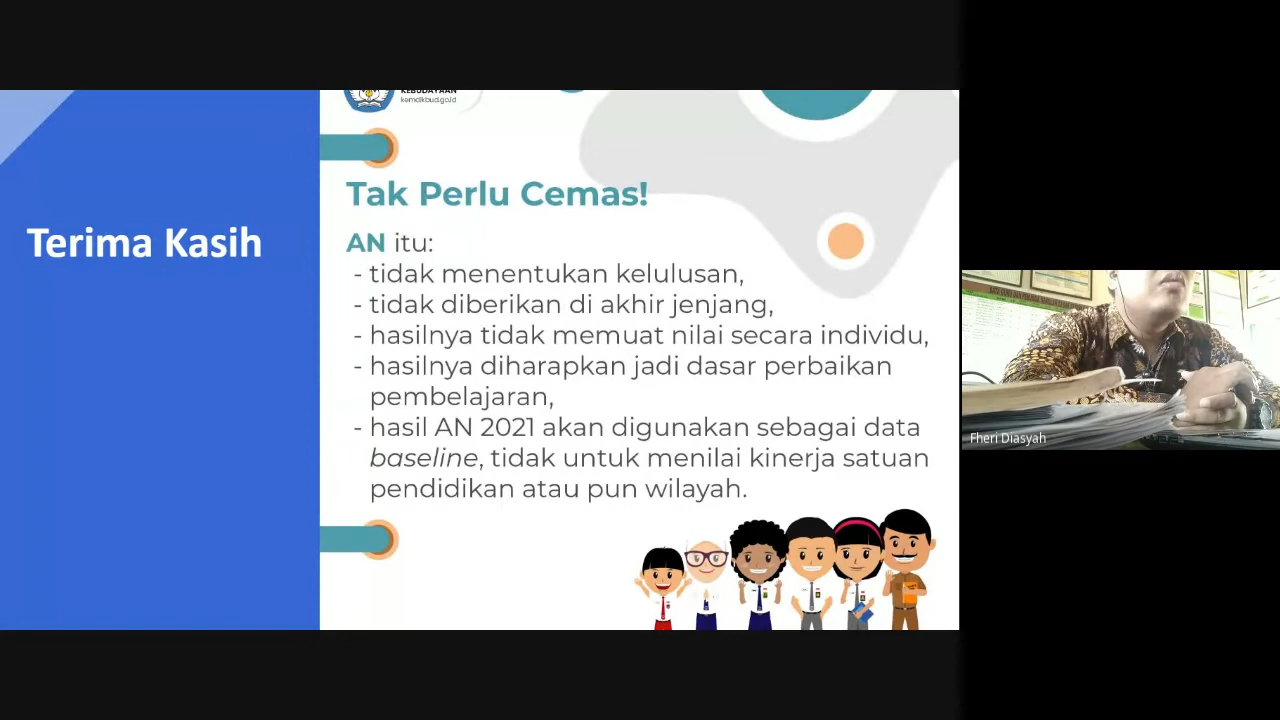 KEBUDAYAAN
kemdikbud.go.id
Terima Kasih
Tak Perlu Cemas!
AN itu:
- tidak menentukan kelulusan,
- tidak diberikan di akhir jenjang,
- hasilnya tidak memuat nilai secara individu,
- hasilnya diharapkan jadi dasar perbaikan
pembelajaran,
- hasil AN 2021 akan digunakan sebagai data
baseline, tidak untuk menilai kinerja satuan
pendidikan atau pun wilayah.
Fheri Diasyah